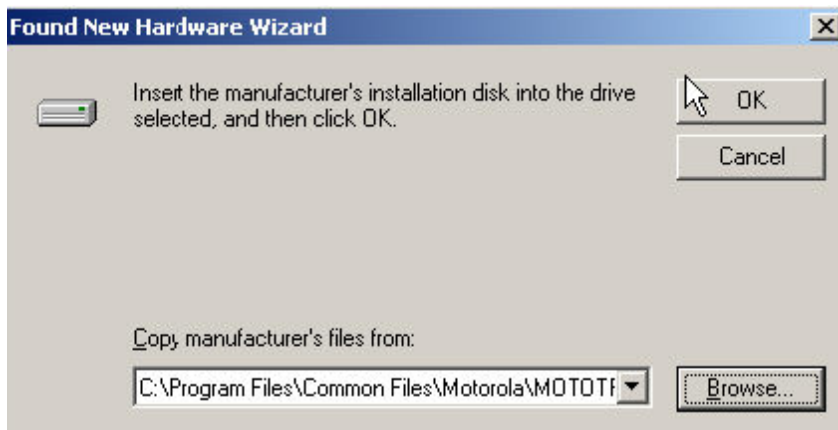 Found New Hardware Wizard
Insert the manufacturer's installation disk into the drive
selected, and then click OK.
OK
Cancel
Copy manufacturer's files from:
C:\Program Files\Common Files\Motorola\MOTOT
Browse...